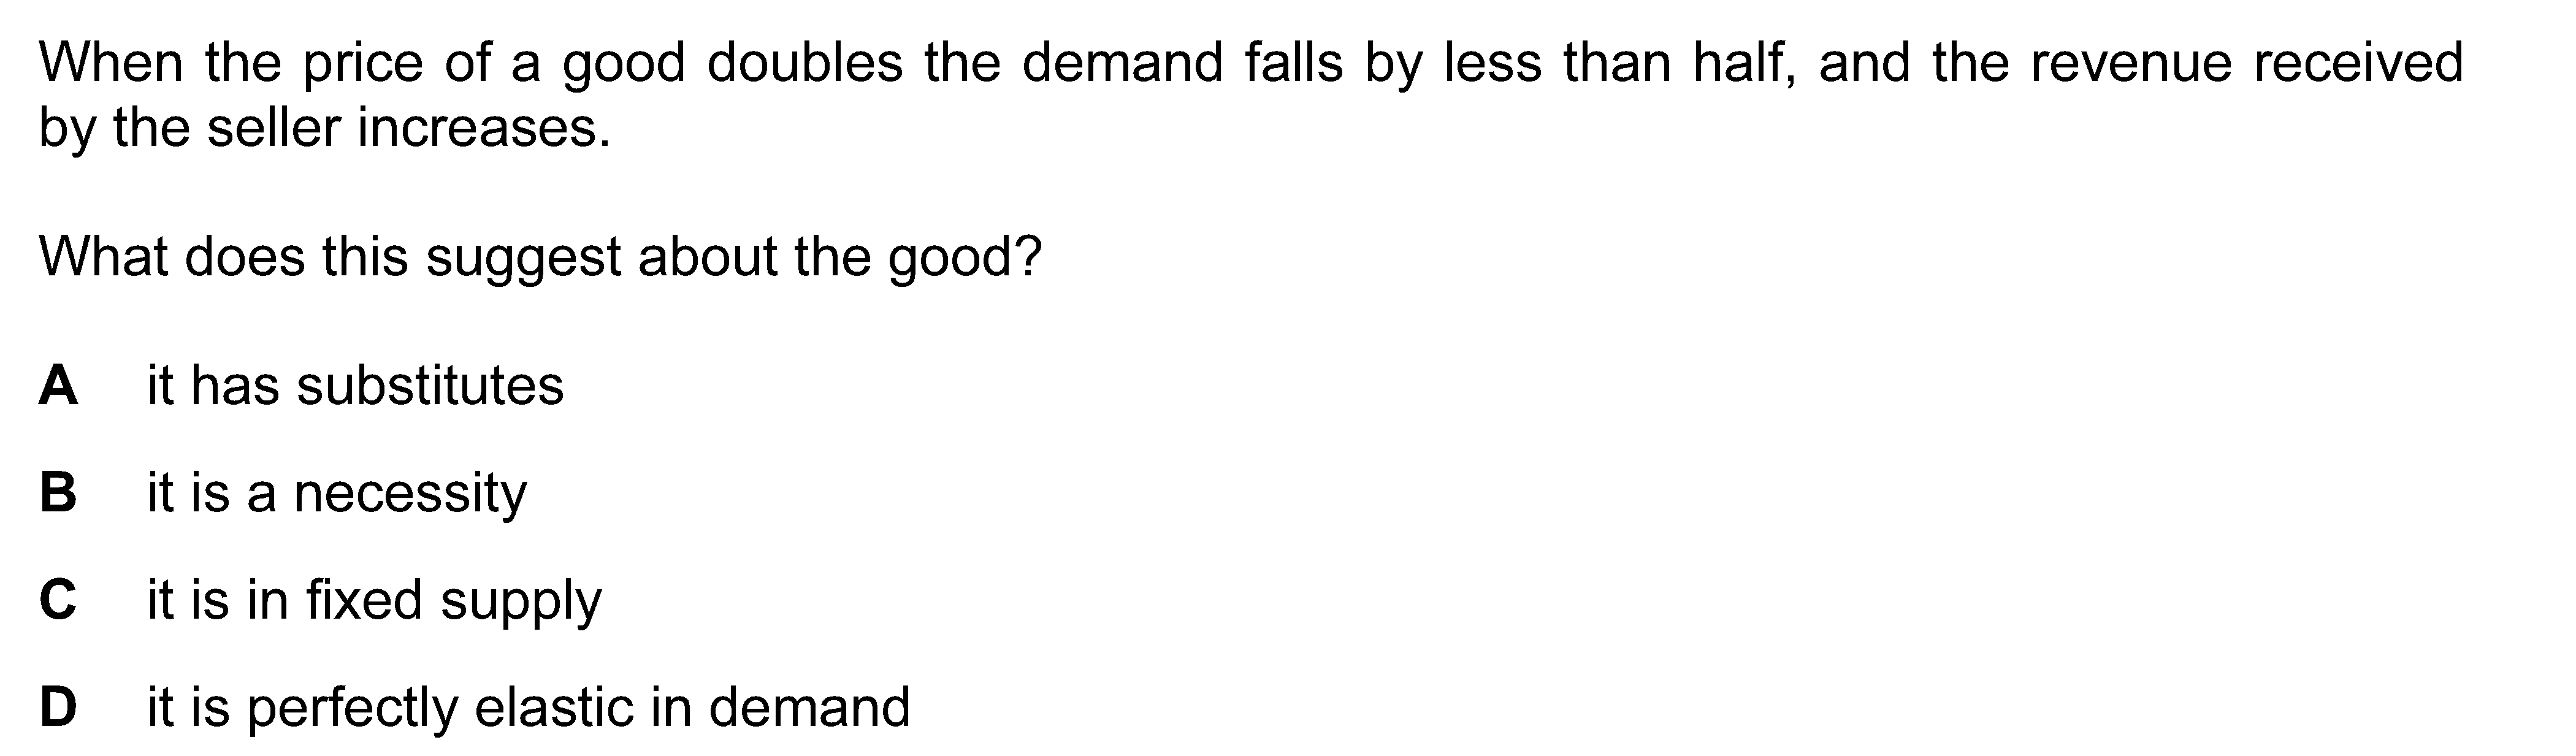 When the price of a good doubles the demand falls by less than half, and the revenue received
by the seller increases.
What does this suggest about the good?
A it has substitutes
B it is a necessity
C it is in fixed supply
D it is perfectly elastic in demand